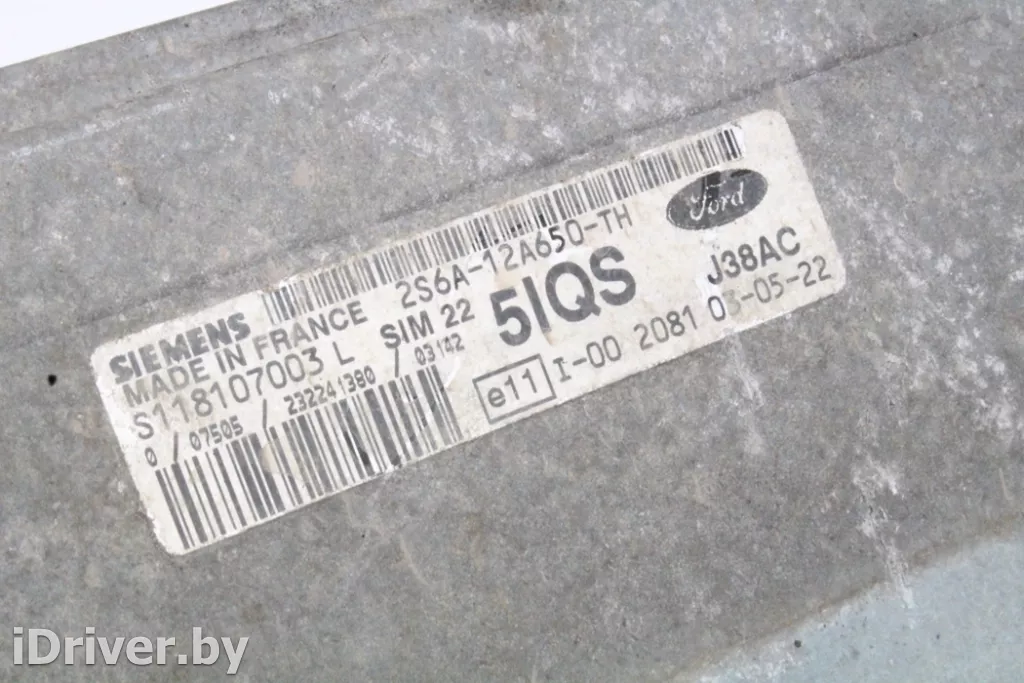 SIEMENS
MADE IN FRANCE
S118107003 L
0 / 07505 / 232241380 / 03142
2S6A-12A650-TH
SIM 22
5IQS
Ford
J38AC
e11 I-00 2081 03-05-22
iDriver.by